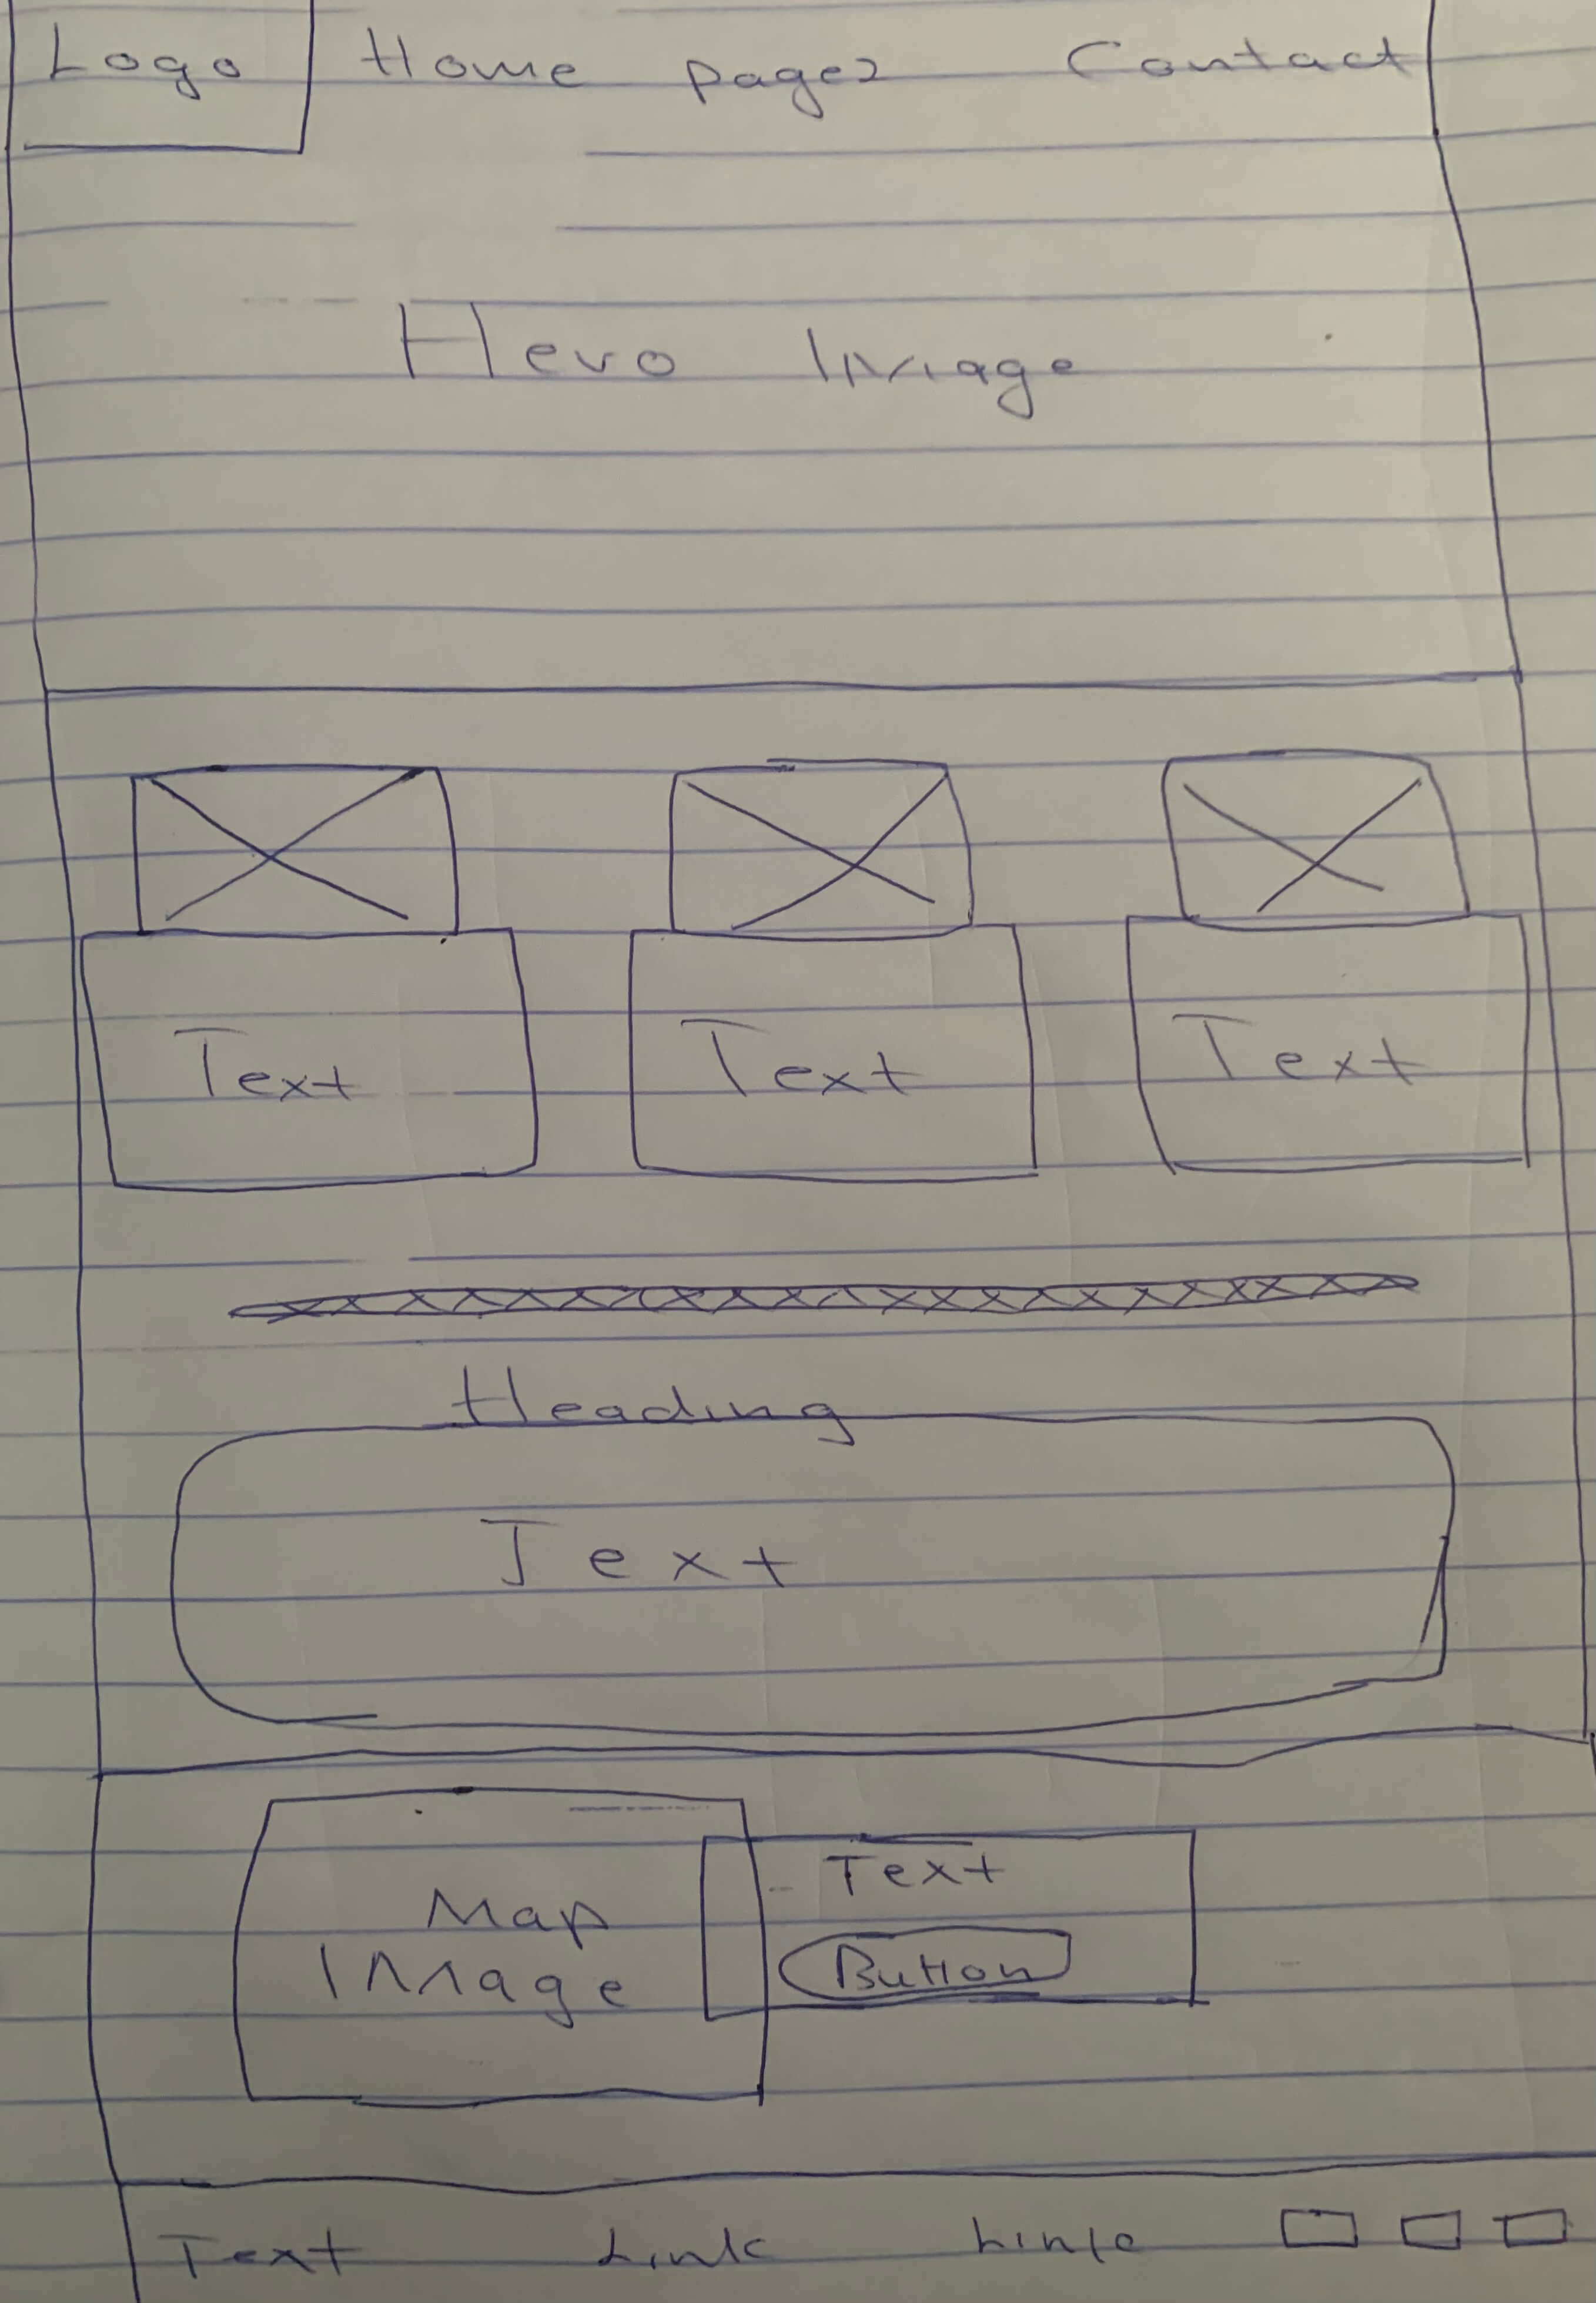 Logo Home page2 Contact
Hero Image
Text Text Text
Heading
Text
Map
Image
Text
Button
Text Link Link